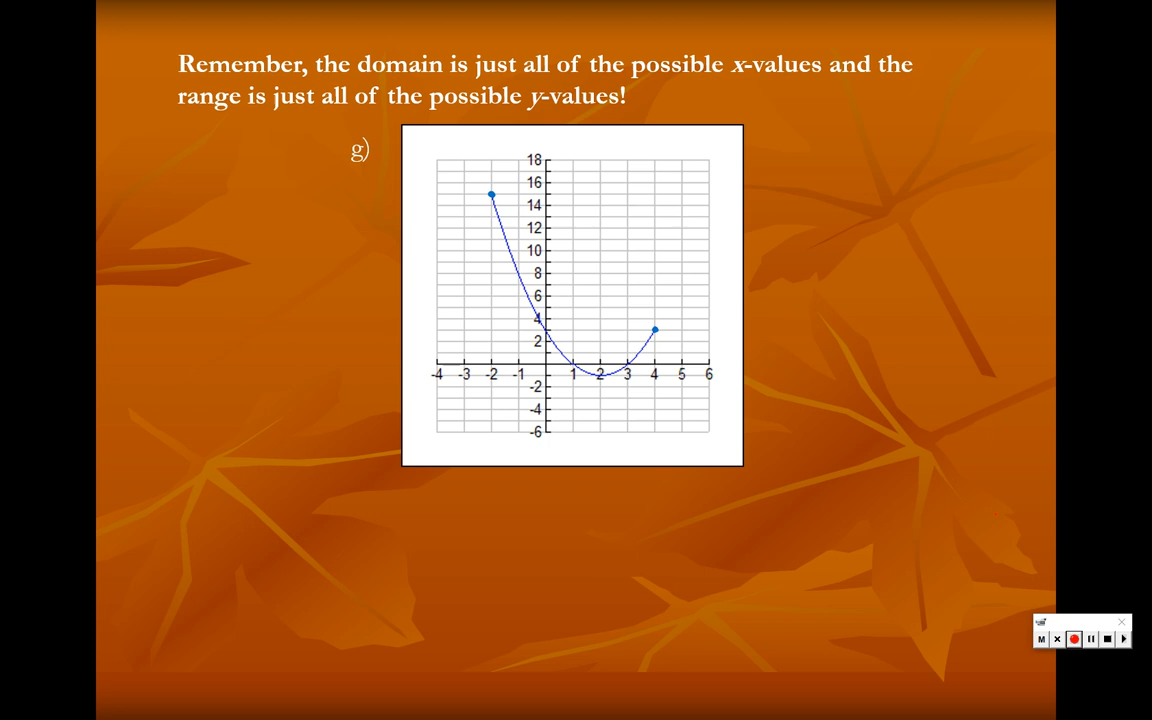 Remember, the domain is just all of the possible x-values and the
range is just all of the possible y-values!
g)
18
16
14
12
10
8
6
4
2
-4 -3 -2 -1 1 2 3 4 5 6
-2
-4
-6
M